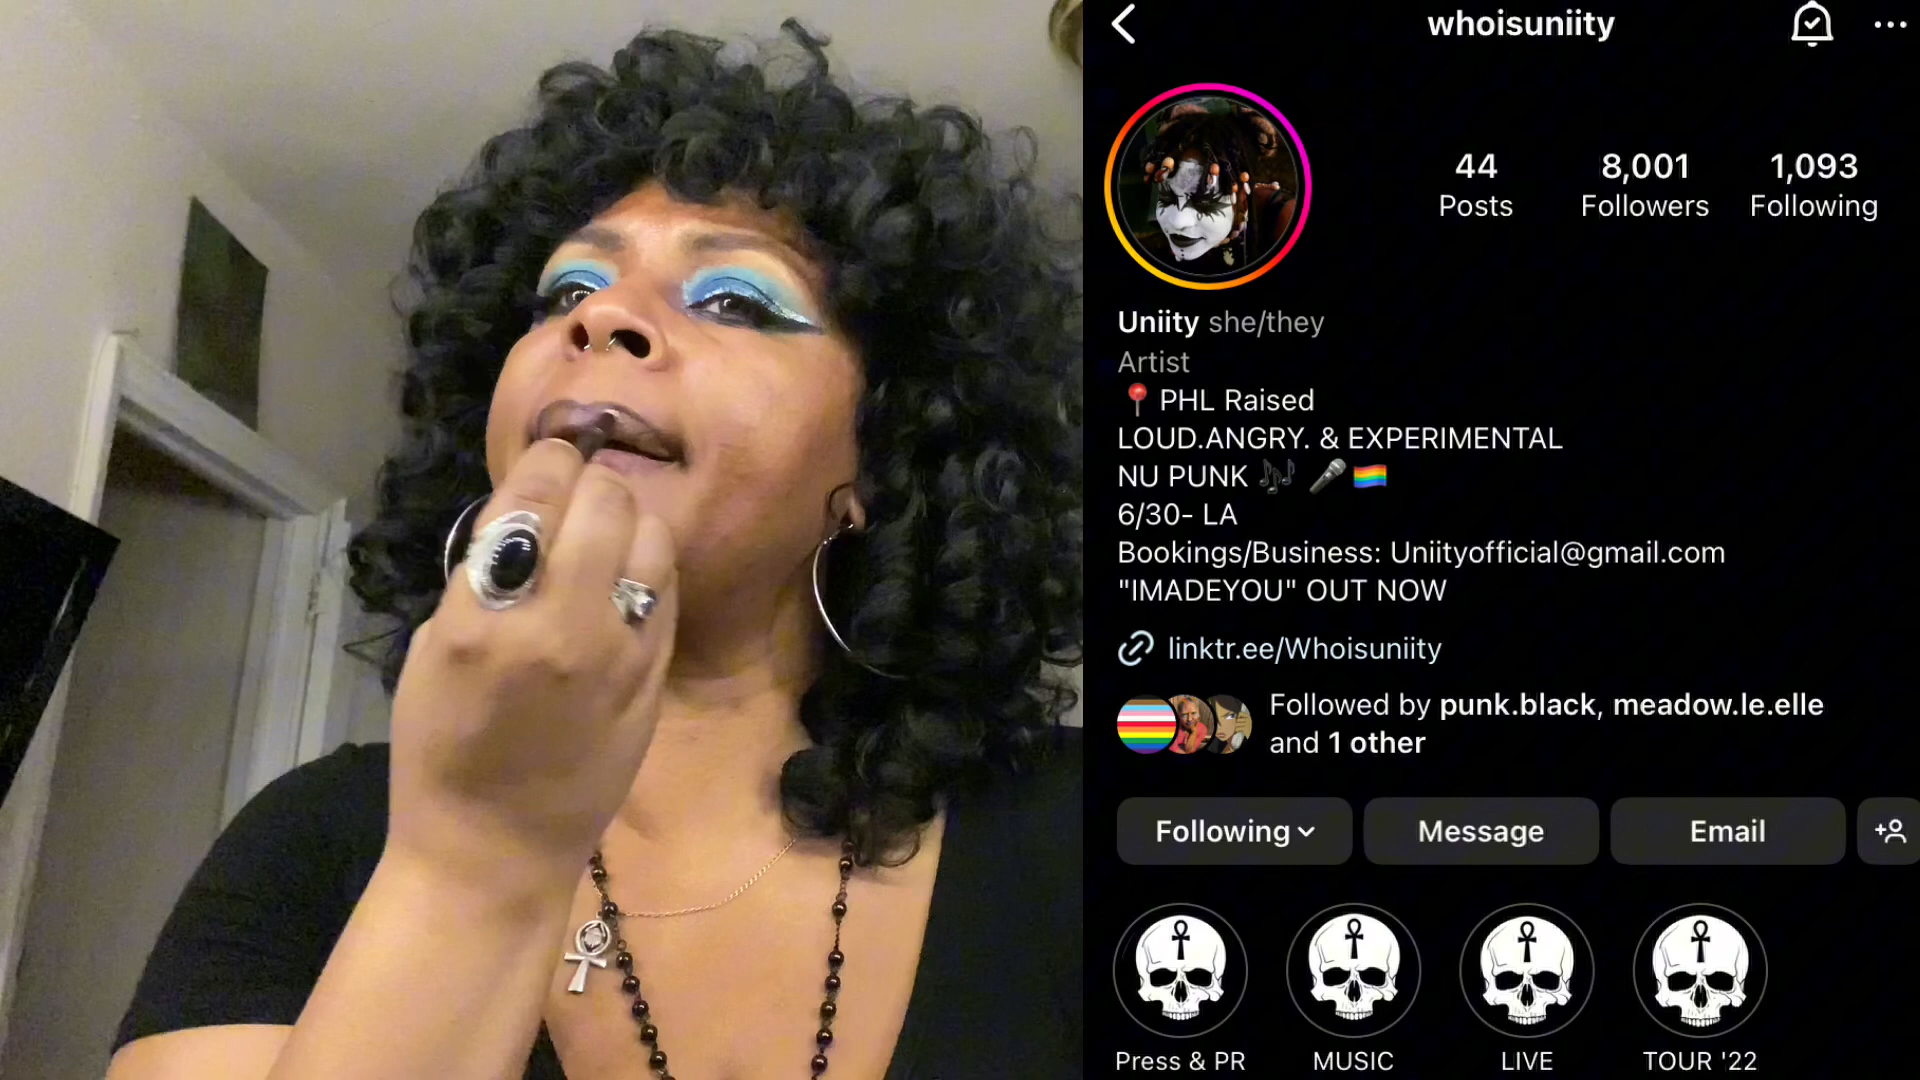 whoisuniity
44
Posts
8,001
Followers
1,093
Following
Uniity she/they
Artist
📍 PHL Raised
LOUD.ANGRY. & EXPERIMENTAL
NU PUNK 🎶 🎤🏳️‍🌈
6/30- LA
Bookings/Business: Uniityofficial@gmail.com
"IMADEYOU" OUT NOW
linktr.ee/Whoisuniity
Followed by punk.black, meadow.le.elle
and 1 other
Following
Message
Email
Press & PR
MUSIC
LIVE
TOUR '22